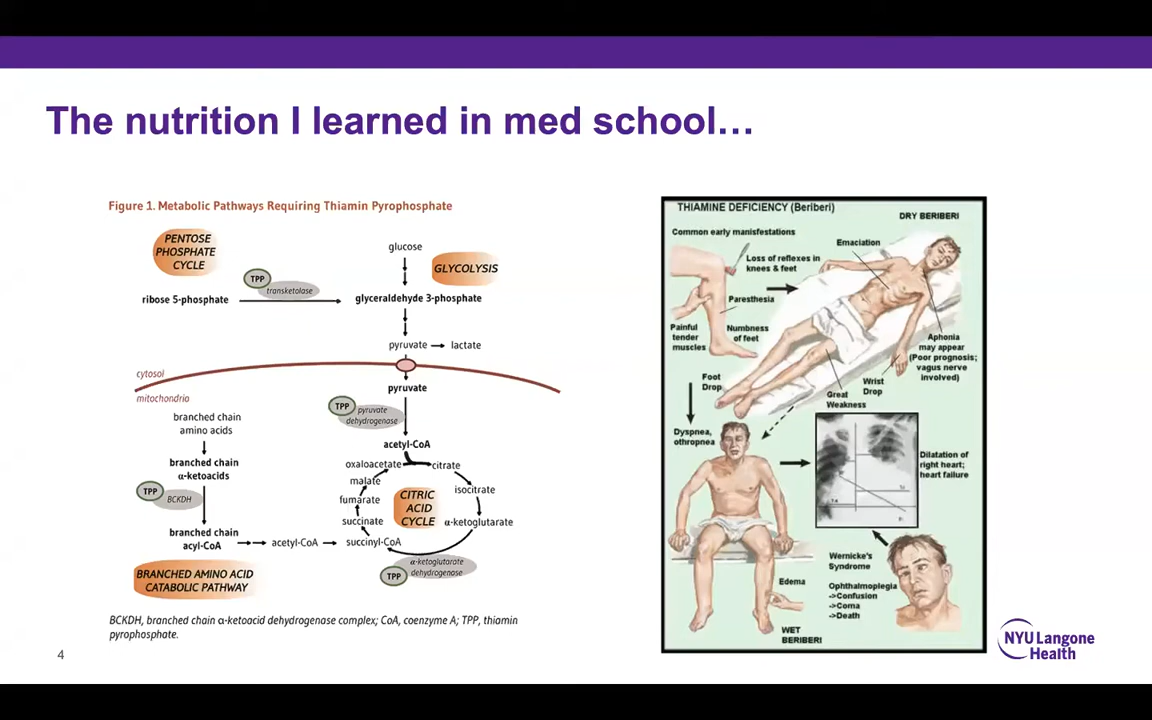 The nutrition I learned in med school…
Figure 1. Metabolic Pathways Requiring Thiamin Pyrophosphate
PENTOSE
PHOSPHATE
CYCLE
glucose
GLYCOLYSIS
TPP
transketolase
ribose 5-phosphate
glyceraldehyde 3-phosphate
pyruvate
lactate
cytosol
mitochondria
pyruvate
branched chain
amino acids
TPP
pyruvate
dehydrogenase
acetyl-CoA
branched chain
α-ketoacids
oxaloacetate
citrate
malate
isocitrate
TPP
BCKDH
fumarate
CITRIC
ACID
CYCLE
succinate
α-ketoglutarate
branched chain
acyl-CoA
acetyl-CoA
succinyl-CoA
α-ketoglutarate
dehydrogenase
TPP
BRANCHED AMINO ACID
CATABOLIC PATHWAY
BCKDH, branched chain α-ketoacid dehydrogenase complex; CoA, coenzyme A; TPP, thiamin
pyrophosphate.
THIAMINE DEFICIENCY (Beriberi)
DRY BERIBERI
Common early manisfestations
Emaciation
Loss of reflexes in
knees & feet
Paresthesia
Painful
tender
muscles
Numbness
of feet
Aphonia
may appear
(Poor prognosis;
vagus nerve
involved)
Foot
Drop
Wrist
Drop
Great
Weakness
Dyspnea,
othropnea
Dilatation of
right heart;
heart failure
Wernicke's
Syndrome
Ophthalmoplegia
->Confusion
->Coma
->Death
Edema
WET
BERIBERI
4
NYU Langone
Health